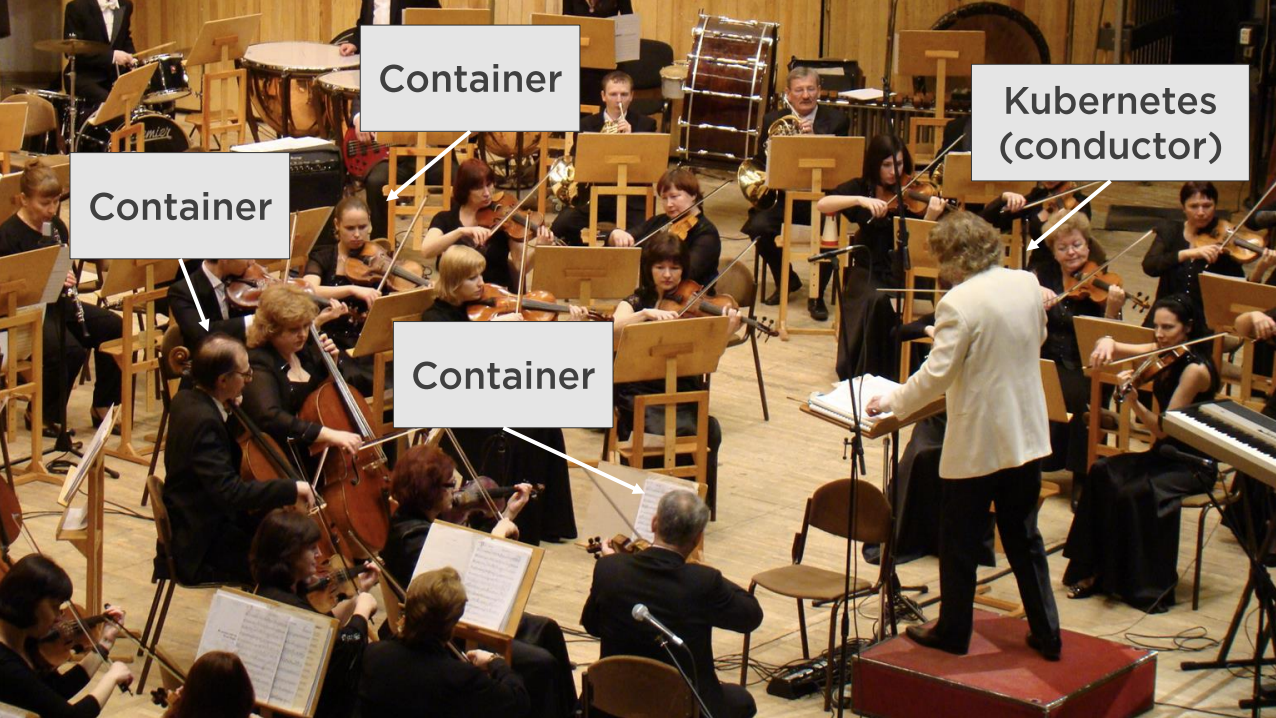 Container
Kubernetes
(conductor)
Container
Container